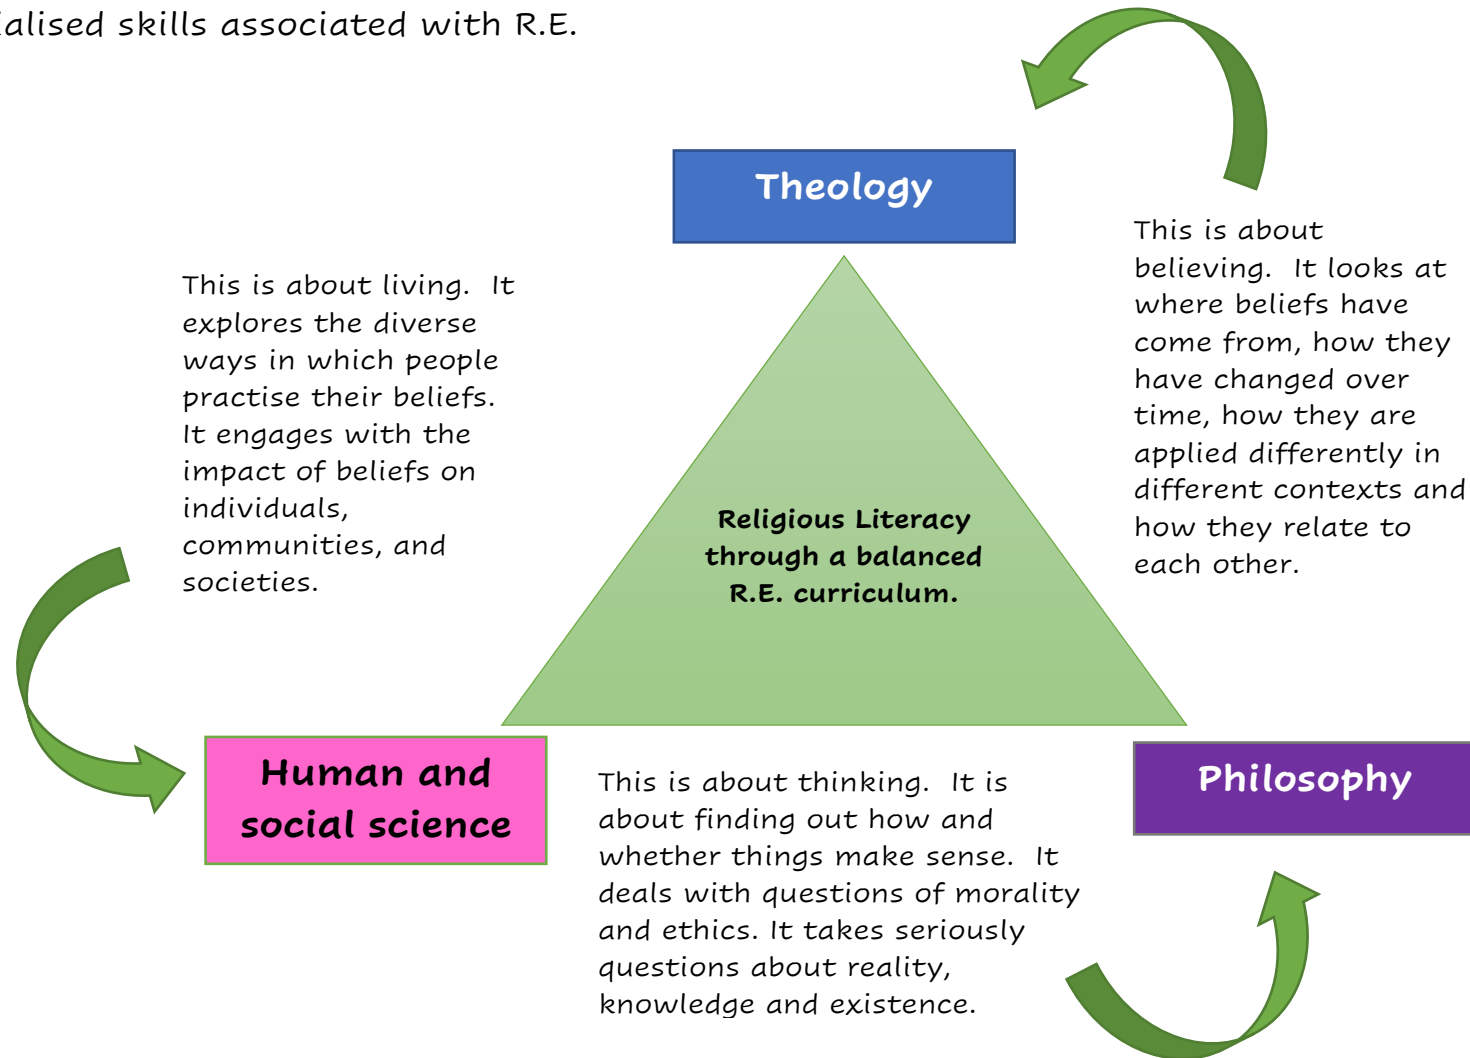 alised skills associated with R.E.
Theology
This is about
believing.  It looks at
where beliefs have
come from, how they
have changed over
time, how they are
applied differently in
different contexts and
how they relate to
each other.
This is about living.  It
explores the diverse
ways in which people
practise their beliefs.
It engages with the
impact of beliefs on
individuals,
communities, and
societies.
Religious Literacy
through a balanced
R.E. curriculum.
Human and
social science
This is about thinking.  It is
about finding out how and
whether things make sense.  It
deals with questions of morality
and ethics. It takes seriously
questions about reality,
knowledge and existence.
Philosophy